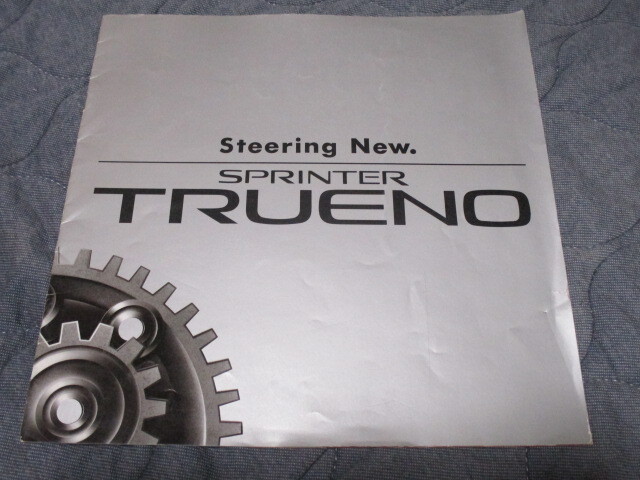 Steering New.
SPRINTER
TRUENO